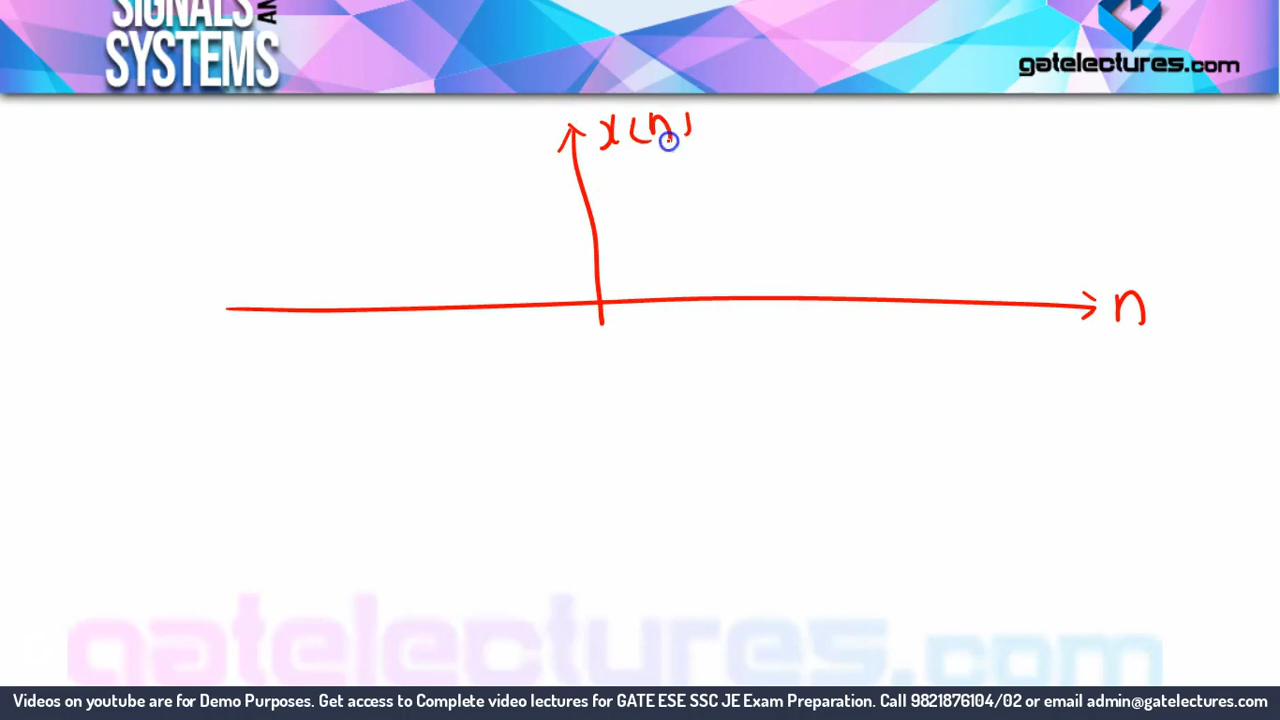 SIGNALS AND
SYSTEMS
gatelectures.com
x(n)
n
gatelectures.com
Videos on youtube are for Demo Purposes. Get access to Complete video lectures for GATE ESE SSC JE Exam Preparation. Call 9821876104/02 or email admin@gatelectures.com